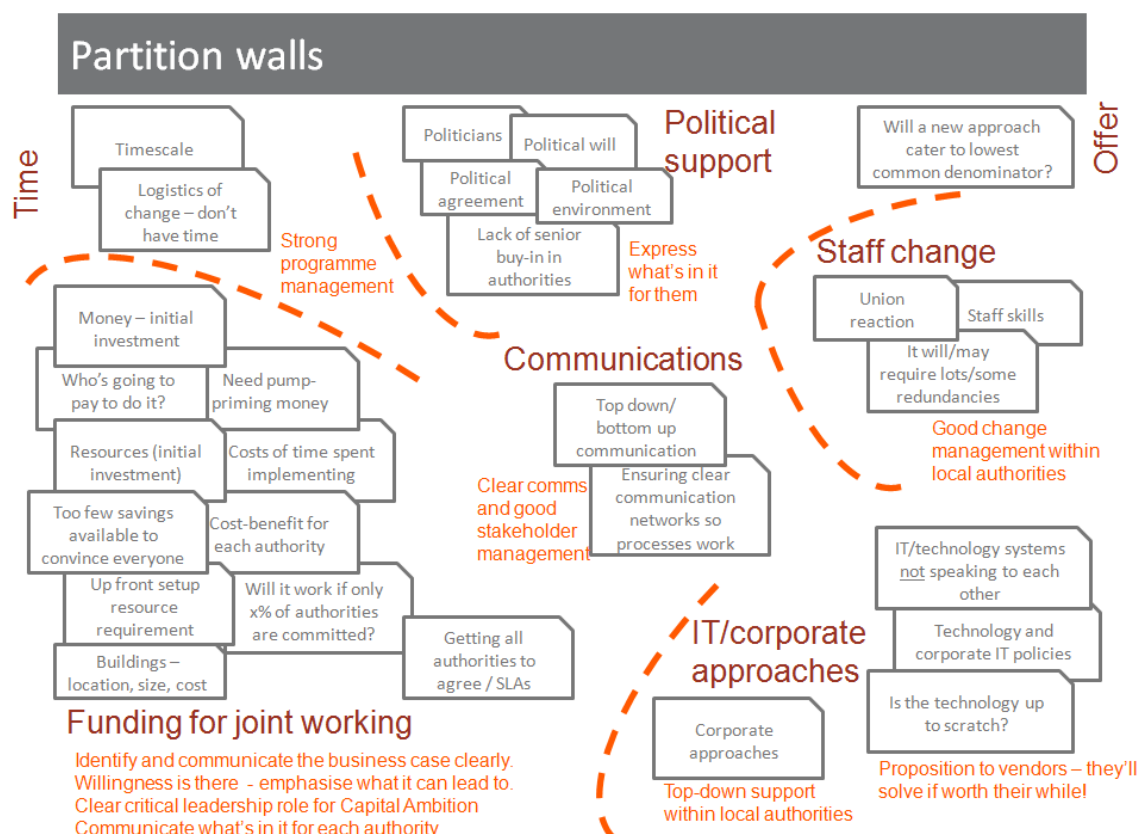 Partition walls
Time
Timescale
Logistics of
change – don't
have time
Strong
programme
management
Politicians
Political will
Political
agreement
Political
environment
Lack of senior
buy-in in
authorities
Political
support
Express
what's in it
for them
Will a new approach
cater to lowest
common denominator?
Offer
Staff change
Union
reaction
Staff skills
It will/may
require lots/some
redundancies
Good change
management within
local authorities
Money – initial
investment
Who's going to
pay to do it?
Need pump-
priming money
Resources (initial
investment)
Costs of time spent
implementing
Too few savings
available to
convince everyone
Cost-benefit for
each authority
Up front setup
resource
requirement
Will it work if only
x% of authorities
are committed?
Buildings –
location, size, cost
Getting all
authorities to
agree / SLAs
Funding for joint working
Identify and communicate the business case clearly.
Willingness is there - emphasise what it can lead to.
Clear critical leadership role for Capital Ambition
Communicate what's in it for each authority
Communications
Top down/
bottom up
communication
Ensuring clear
communication
networks so
processes work
Clear comms
and good
stakeholder
management
IT/corporate
approaches
Corporate
approaches
Top-down support
within local authorities
IT/technology systems
not speaking to each
other
Technology and
corporate IT policies
Is the technology up
to scratch?
Proposition to vendors – they'll
solve if worth their while!